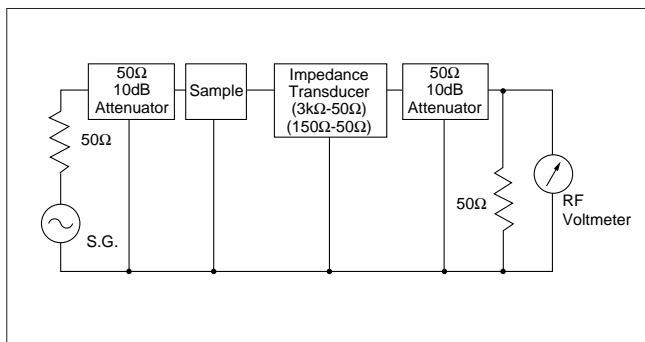 50Ω
10dB
Attenuator
Sample
Impedance
Transducer
(3kΩ-50Ω)
(150Ω-50Ω)
50Ω
10dB
Attenuator
50Ω
S.G.
50Ω
RF
Voltmeter